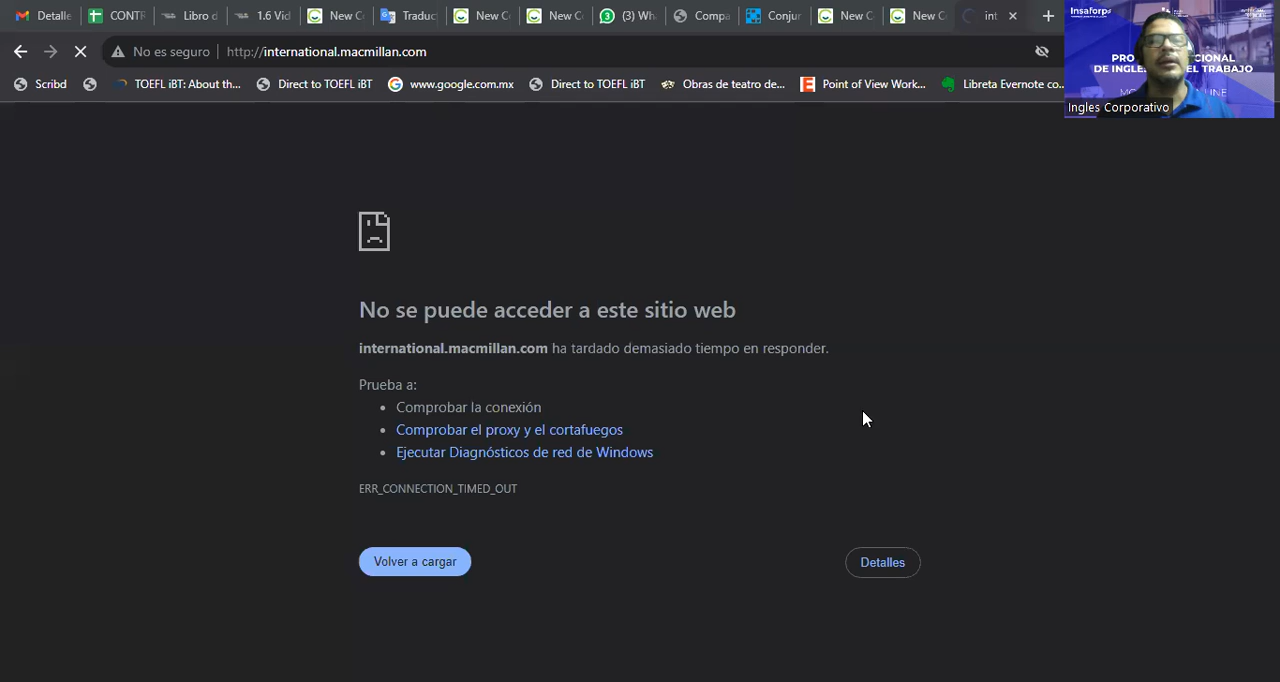 Detalle
CONTR
Libro d
1.6 Vid
New C
Traduc
New C
New C
(3) Wh
Compa
Conjur
New C
New C
int
No es seguro
http://international.macmillan.com
Scribd
TOEFL iBT: About th...
Direct to TOEFL iBT
www.google.com.mx
Direct to TOEFL iBT
Obras de teatro de...
Point of View Work...
Libreta Evernote co...
Insaforp
Ingles Corporativo
No se puede acceder a este sitio web
international.macmillan.com ha tardado demasiado tiempo en responder.
Prueba a:
• Comprobar la conexión
• Comprobar el proxy y el cortafuegos
• Ejecutar Diagnósticos de red de Windows
ERR_CONNECTION_TIMED_OUT
Volver a cargar
Detalles